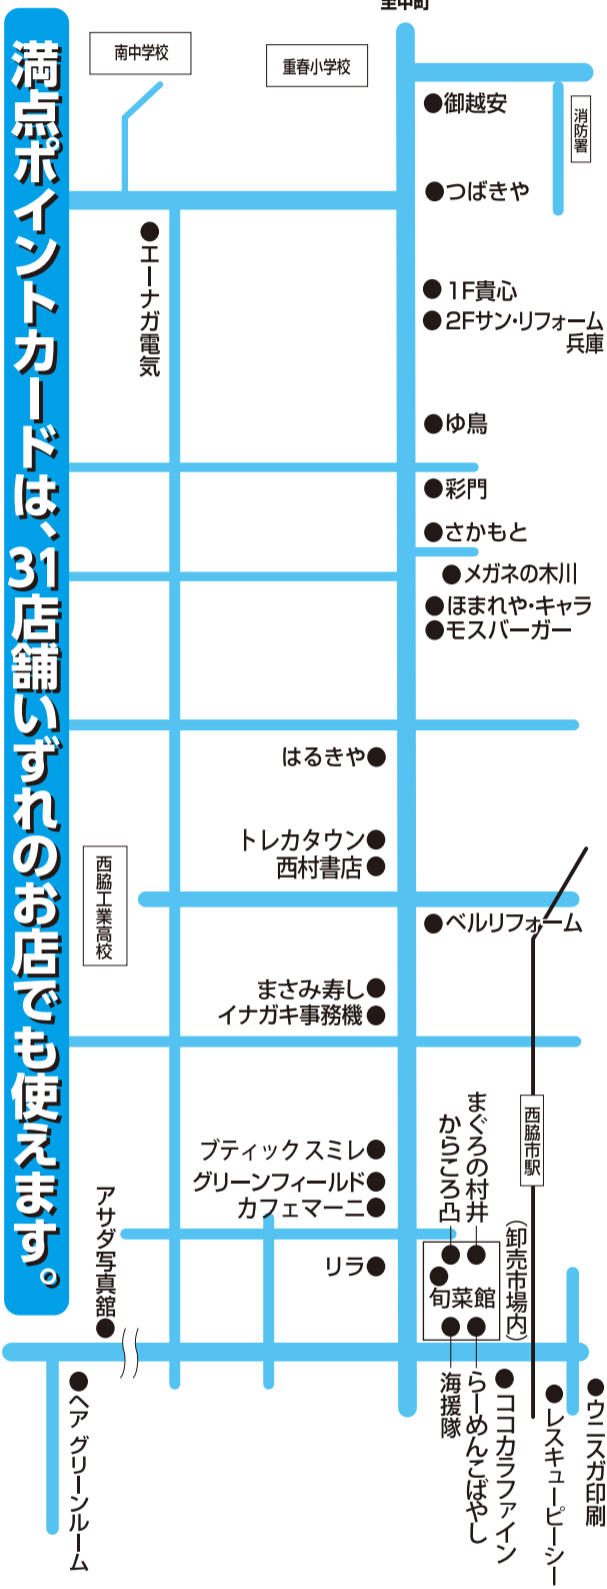 里中町
満点ポイントカードは、31店舗いずれのお店でも使えます。
南中学校
重春小学校
消防署
●御越安
●つばきや
●エーナガ電気
●1F貴心
●2Fサン・リフォーム
兵庫
●ゆ鳥
●彩門
●さかもと
●メガネの木川
●ほまれや・キャラ
●モスバーガー
はるきや●
トレカタウン●
西村書店●
西脇工業高校
●ベルリフォーム
まさみ寿し●
イナガキ事務機●
西脇市駅
ブティック スミレ●
グリーンフィールド●
カフェマーニ●
リラ●
まぐろの村井
からころ凸
旬菜館
(卸売市場内)
アサダ写真館●
海援隊
らーめんこばやし
●ココカラファイン
●レスキューピーシー
●ウニスガ印刷
●ヘア グリーンルーム